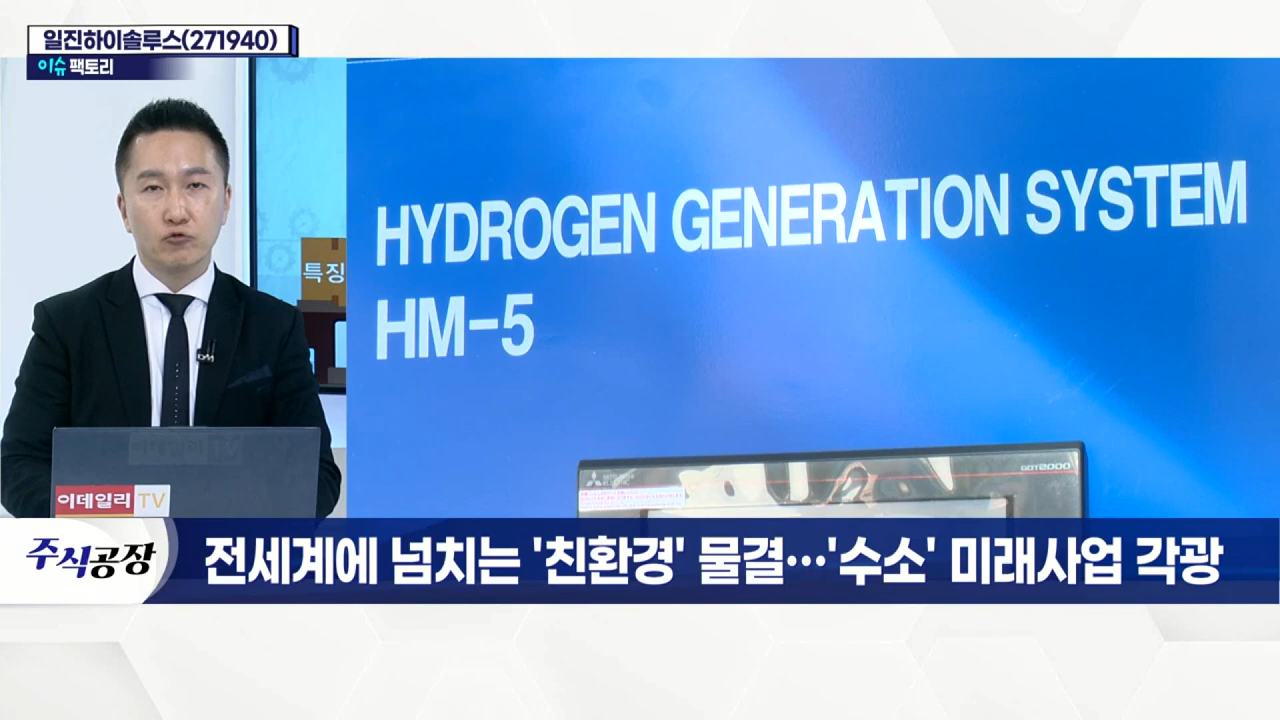 일진하이솔루스(271940)
이슈 팩토리
특징
HYDROGEN GENERATION SYSTEM
HM-5
GOT2000
이데일리 TV
주식공장
전세계에 넘치는 '친환경' 물결…'수소' 미래사업 각광